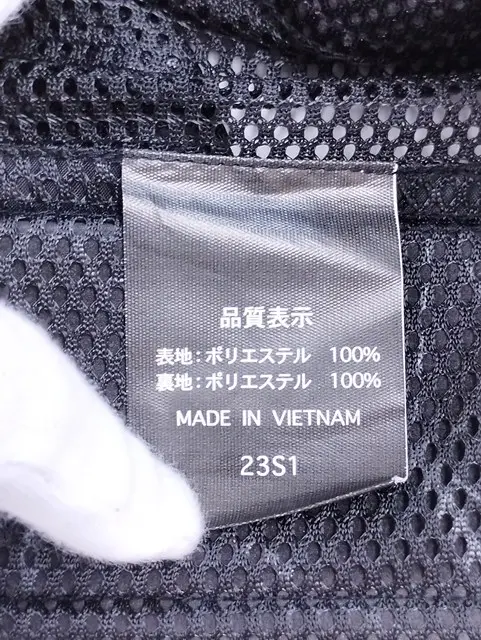 品質表示
表地:ポリエステル 100%
裏地:ポリエステル 100%
MADE IN VIETNAM
23S1